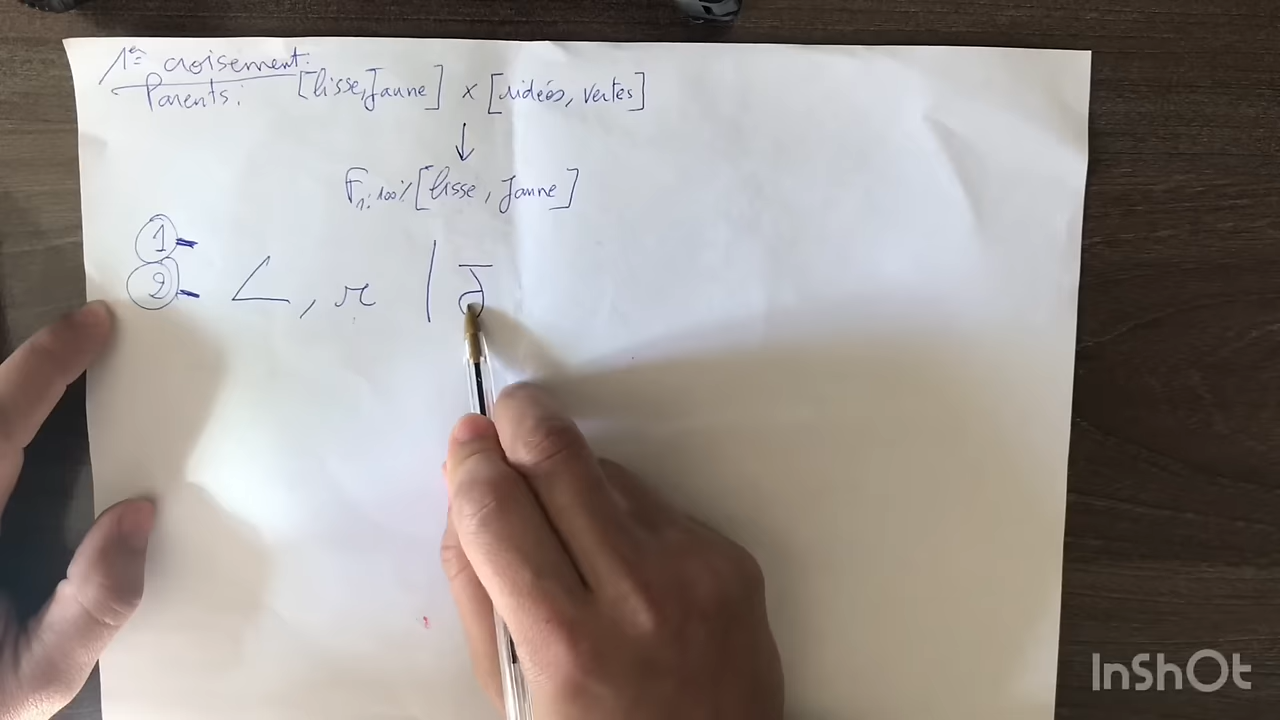 1er croisement:
Parents: [lisse, Jaune] x [ridées, vertes]
↓
F1: 100% [lisse, Jaune]
1-
2- L, r | J
InShOt